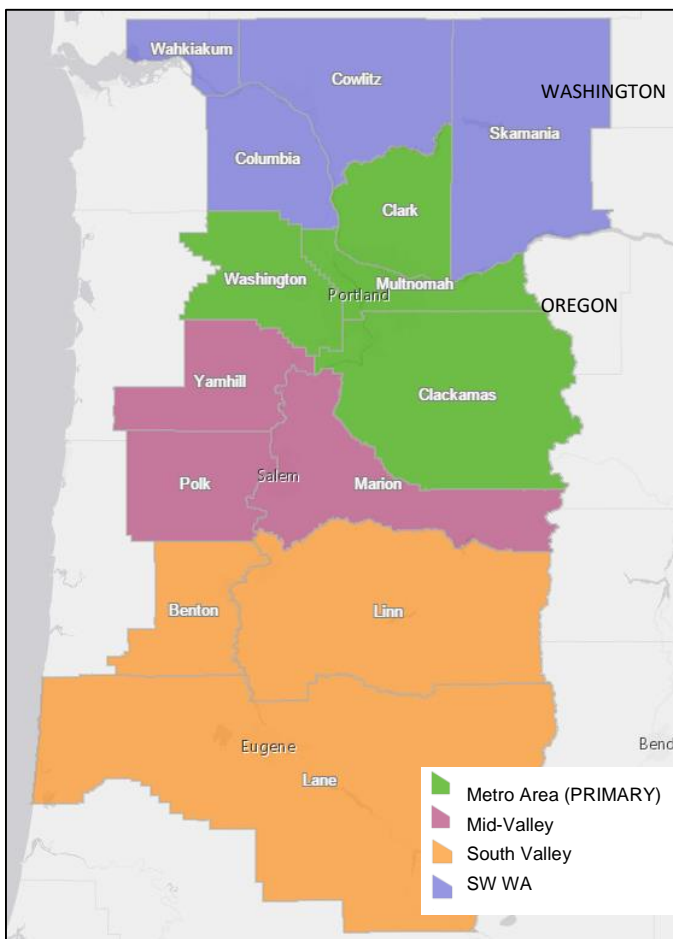 Wahkiakum
Cowlitz
WASHINGTON
Skamania
Columbia
Clark
Washington
Multnomah
Portland
OREGON
Yamhill
Clackamas
Polk
Salem
Marion
Benton
Linn
Eugene
Bend
Lane
Metro Area (PRIMARY)
Mid-Valley
South Valley
SW WA